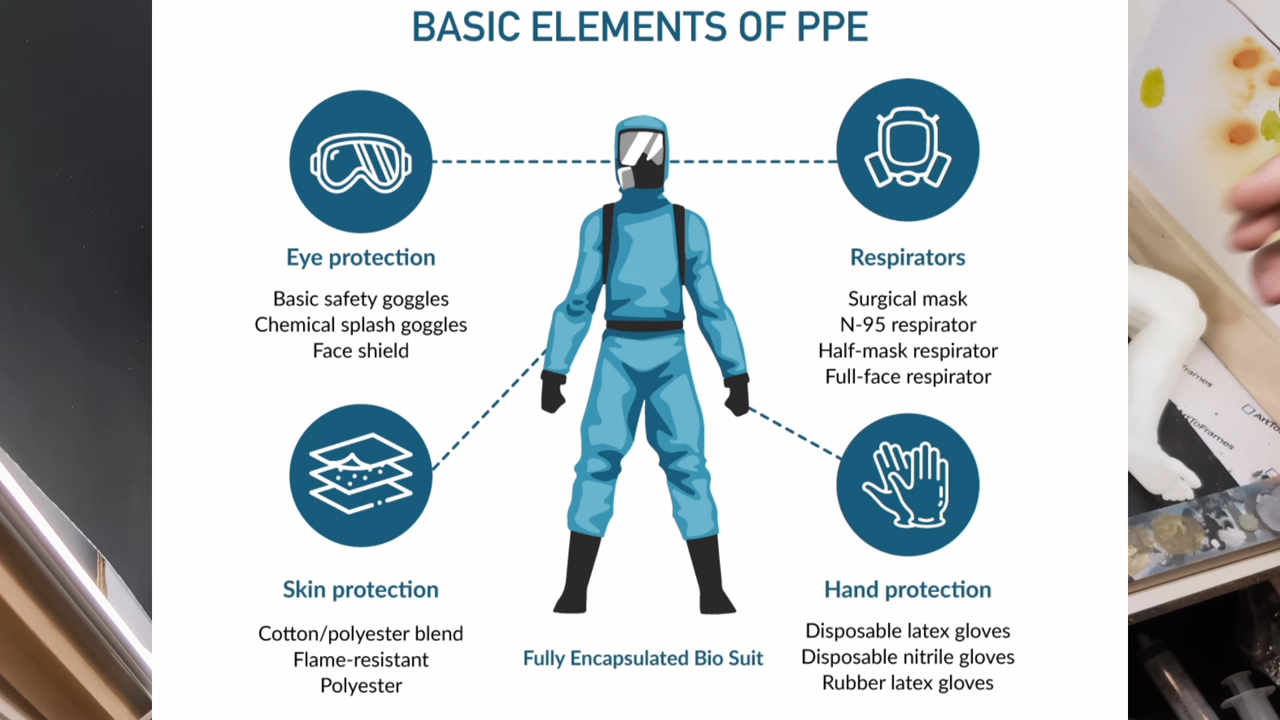 BASIC ELEMENTS OF PPE
Eye protection
Basic safety goggles
Chemical splash goggles
Face shield
Respirators
Surgical mask
N-95 respirator
Half-mask respirator
Full-face respirator
Skin protection
Cotton/polyester blend
Flame-resistant
Polyester
Fully Encapsulated Bio Suit
Hand protection
Disposable latex gloves
Disposable nitrile gloves
Rubber latex gloves
ArtToFrames